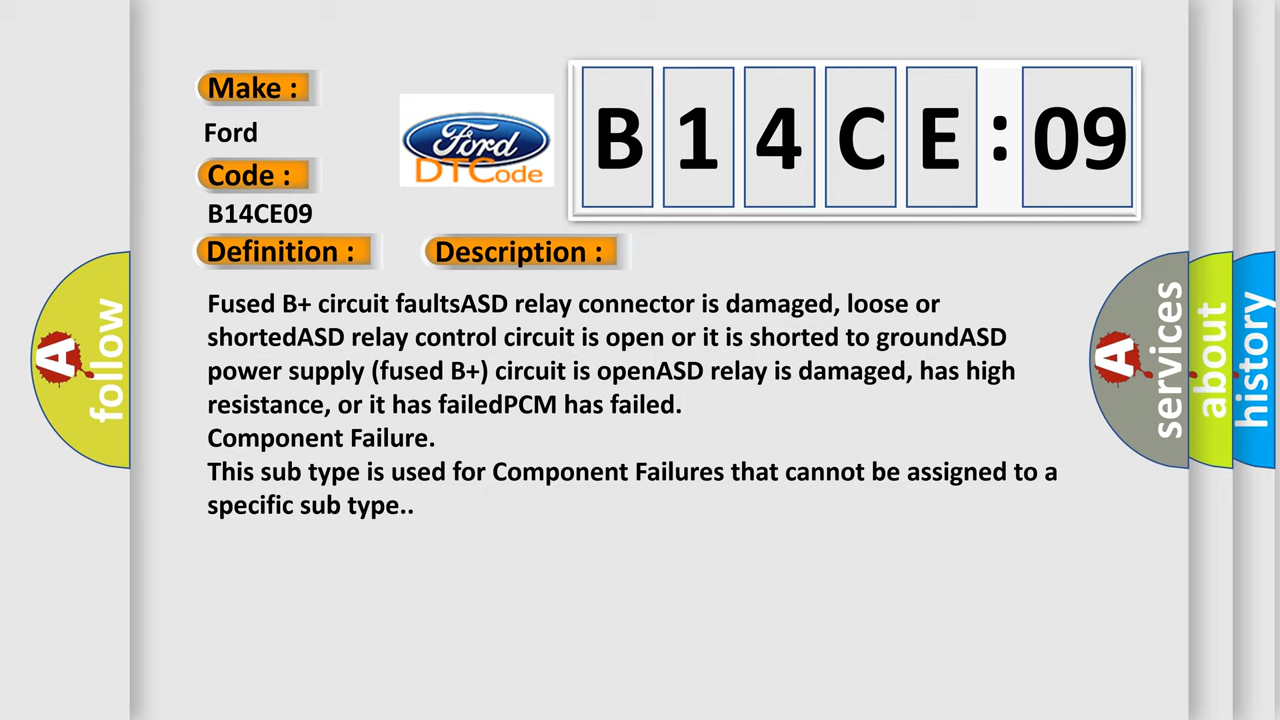 Make :
Ford
Code :
B14CE09
Ford
DTCode
B14CE:09
Definition :
Description :
Fused B+ circuit faultsASD relay connector is damaged, loose or
shortedASD relay control circuit is open or it is shorted to groundASD
power supply (fused B+) circuit is openASD relay is damaged, has high
resistance, or it has failedPCM has failed.
Component Failure.
This sub type is used for Component Failures that cannot be assigned to a
specific sub type..
A
follow
A
services
about
history